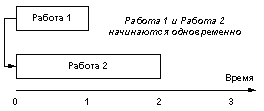 Работа 1
Работа 1 и Работа 2
начинаются одновременно
Работа 2
Время
0 1 2 3